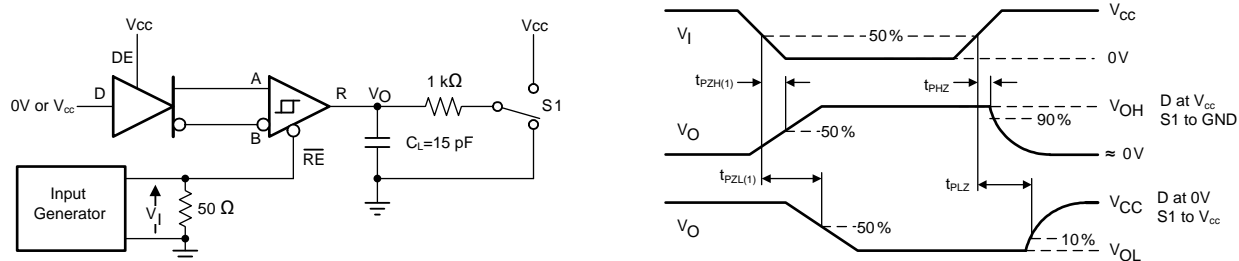 Vcc
DE
D
0V or Vcc
A
B
R
VO
1 kΩ
Vcc
S1
CL=15 pF
RE
Input
Generator
VI
50 Ω
VI
50%
VCC
0V
tPZH(1)
tPHZ
VO
50%
VOH
90%
≈ 0V
D at Vcc
S1 to GND
tPZL(1)
tPLZ
VO
50%
VCC
10%
VOL
D at 0V
S1 to Vcc